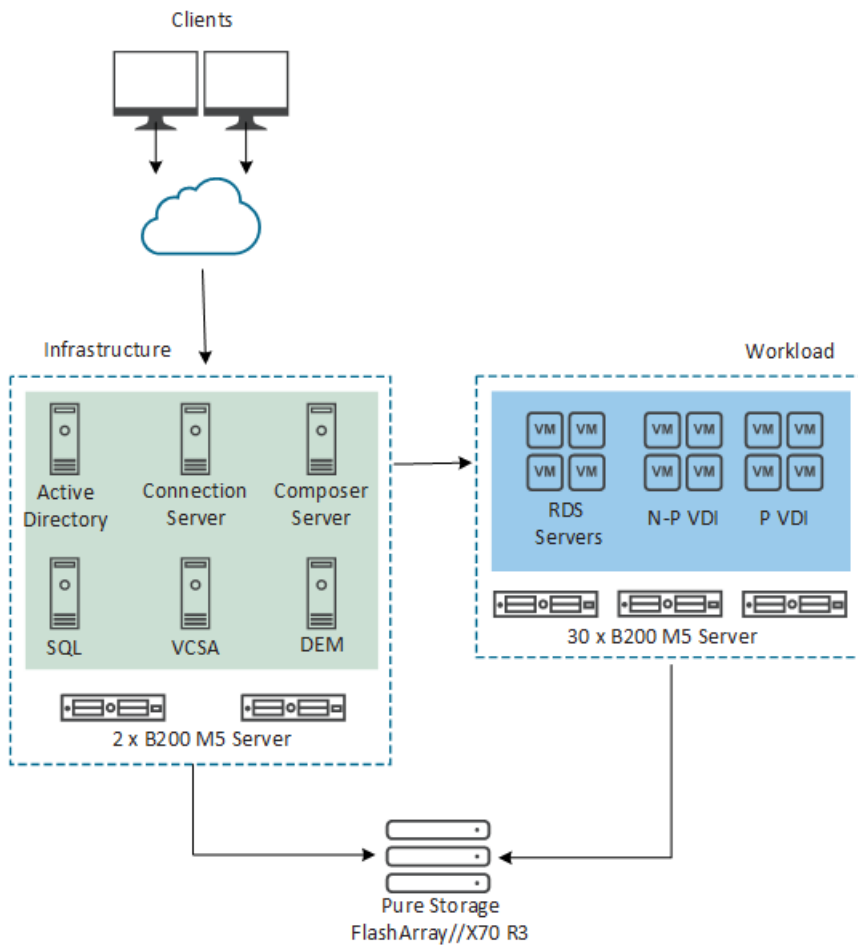 Clients
Infrastructure
Workload
Active
Directory
Connection
Server
Composer
Server
SQL
VCSA
DEM
2 x B200 M5 Server
VM VM
VM VM
RDS
Servers
VM VM
VM VM
N-P VDI
VM VM
VM VM
P VDI
30 x B200 M5 Server
Pure Storage
FlashArray//X70 R3